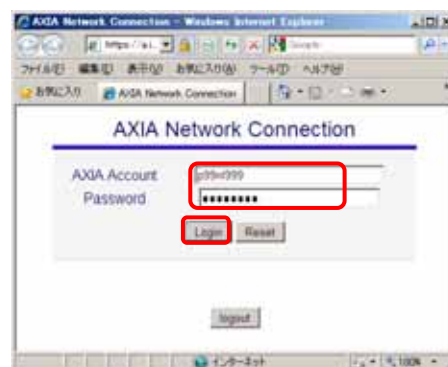 AXIA Network Connection - Windows Internet Explorer
ファイル(F) 編集(E) 表示(V) お気に入り(A) ツール(T) ヘルプ(H)
お気に入り AXIA Network Connection
AXIA Network Connection
AXIA Account
Password ●●●●●●●●
Login Reset
logout
インターネット 100%